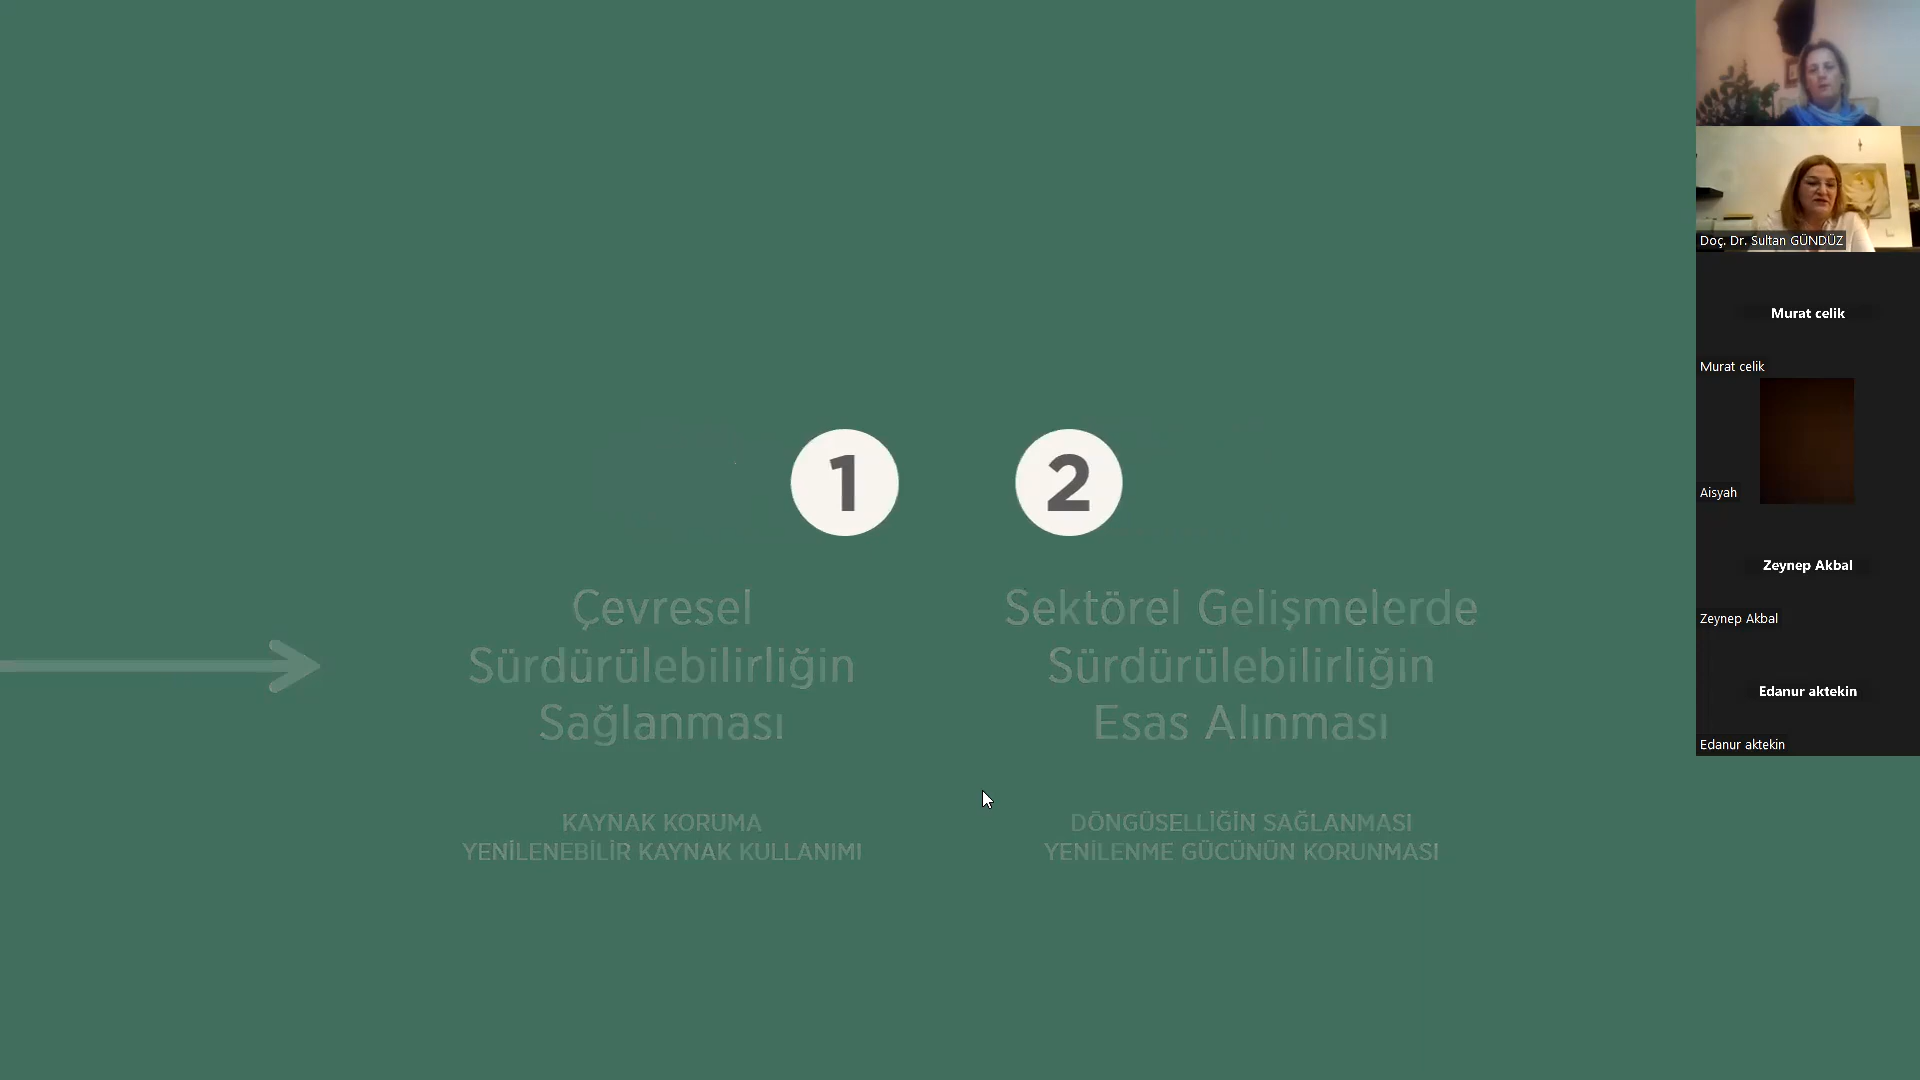 1
2
Çevresel
Sürdürülebilirliğin
Sağlanması
KAYNAK KORUMA
YENİLENEBİLİR KAYNAK KULLANIMI
Sektörel Gelişmelerde
Sürdürülebilirliğin
Esas Alınması
DÖNGÜSELLİĞİN SAĞLANMASI
YENİLENME GÜCÜNÜN KORUNMASI
Doç. Dr. Sultan GÜNDÜZ
Murat celik
Murat celik
Aisyah
Zeynep Akbal
Zeynep Akbal
Edanur aktekin
Edanur aktekin